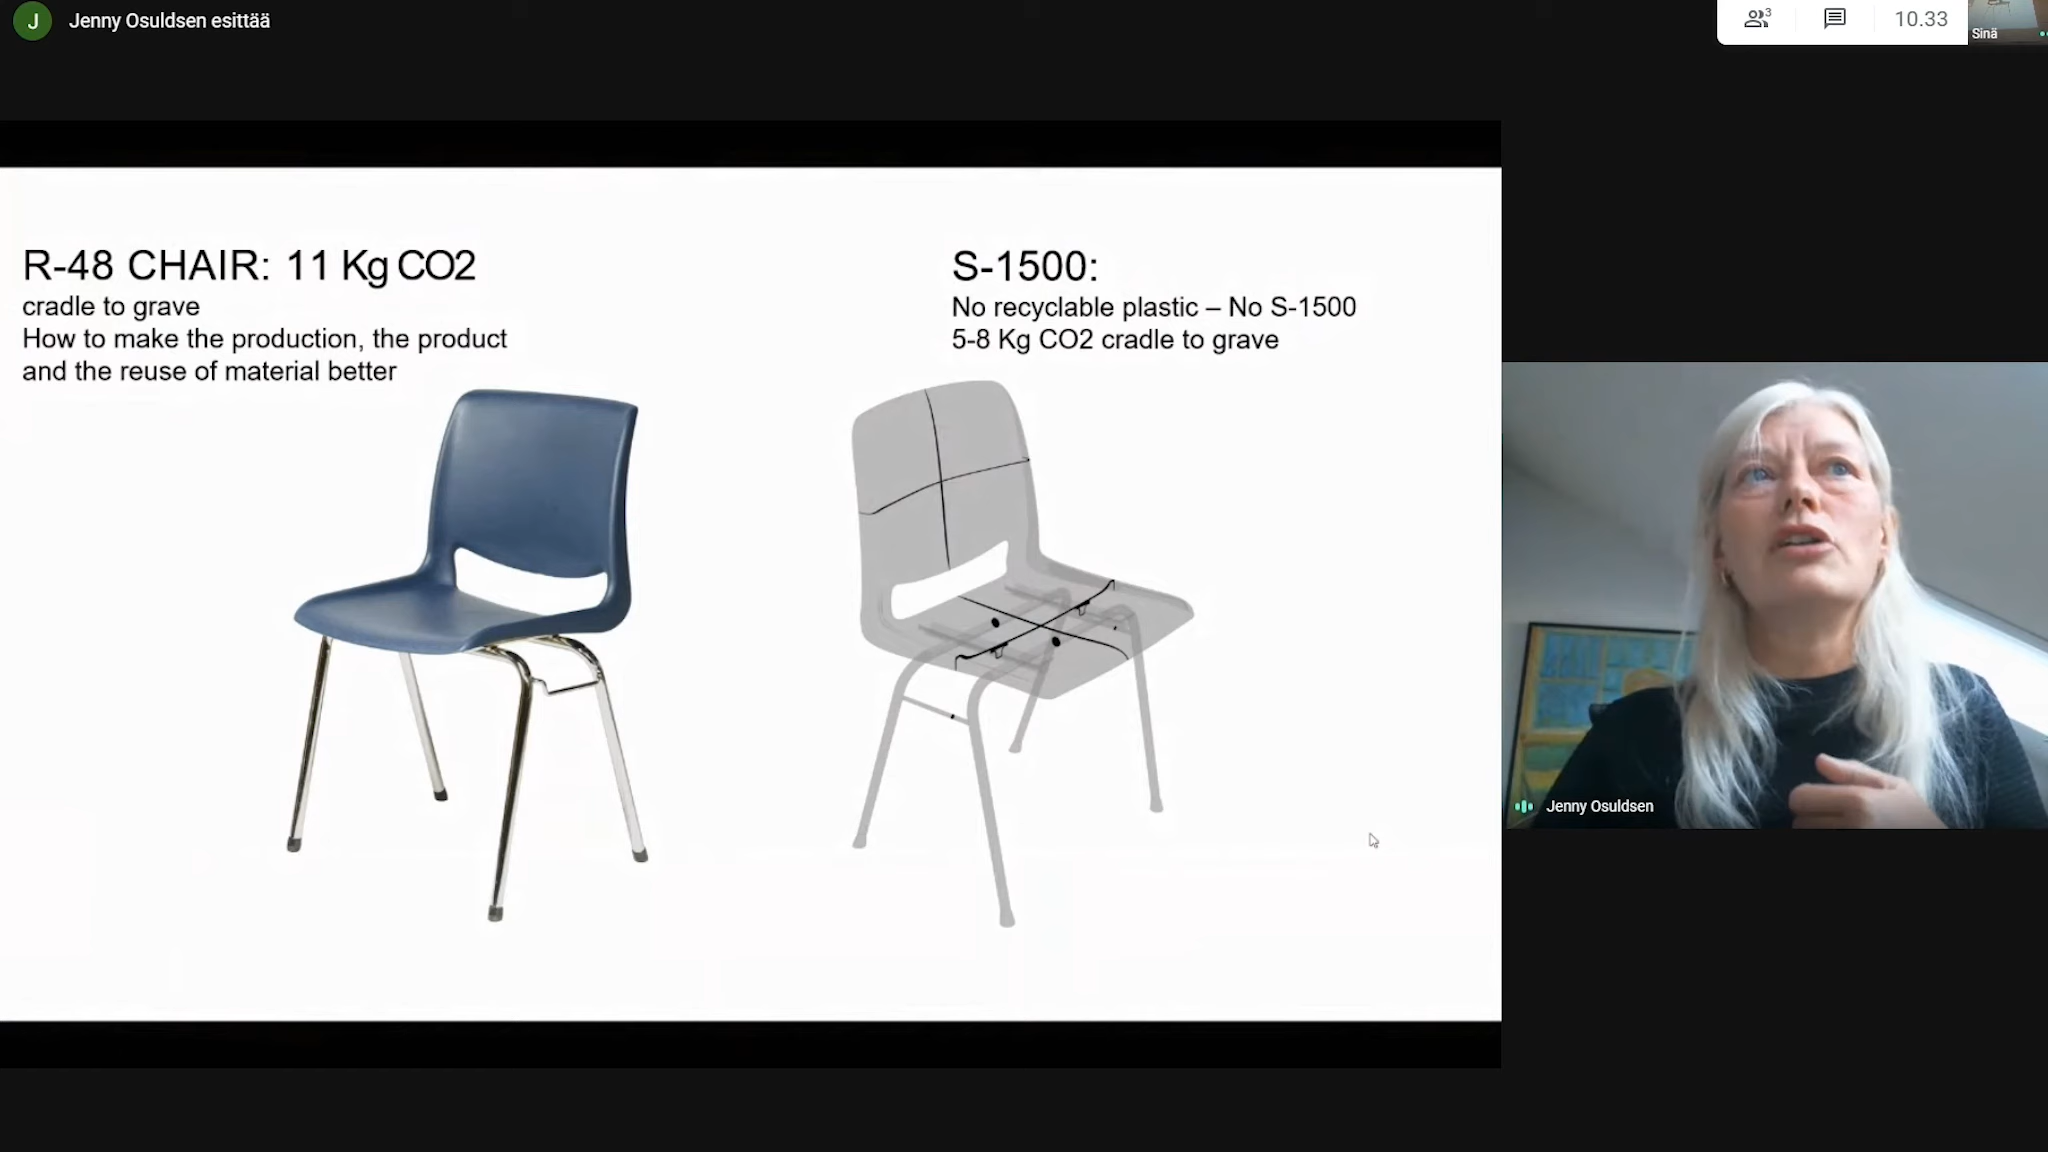 J
Jenny Osuldsen esittää
3
10.33
Sinä
R-48 CHAIR: 11 Kg CO2
cradle to grave
How to make the production, the product
and the reuse of material better
S-1500:
No recyclable plastic – No S-1500
5-8 Kg CO2 cradle to grave
Jenny Osuldsen